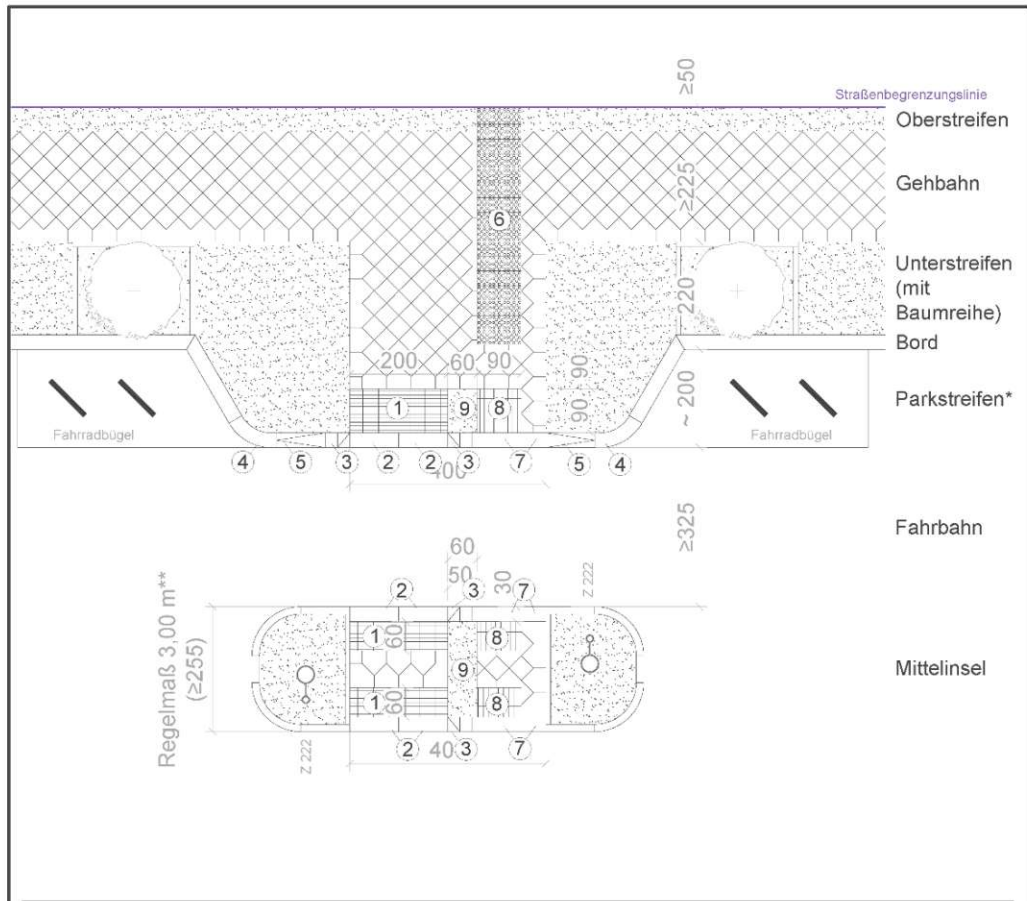 ≥50
Straßenbegrenzungslinie
Oberstreifen
≥225
Gehbahn
6
Unterstreifen
(mit
Baumreihe)
220
Bord
200 60 90
90 90
~ 200
1 9 8
Parkstreifen*
Fahrradbügel
Fahrradbügel
4 5 3 2 2 3 7 5 4
400
≥325
Fahrbahn
60
50 30
Z 222
2 3 7
Regelmaß 3,00 m**
(≥255)
1 60 8
9
Mittelinsel
1 60 8
2 3 7
40
Z 222